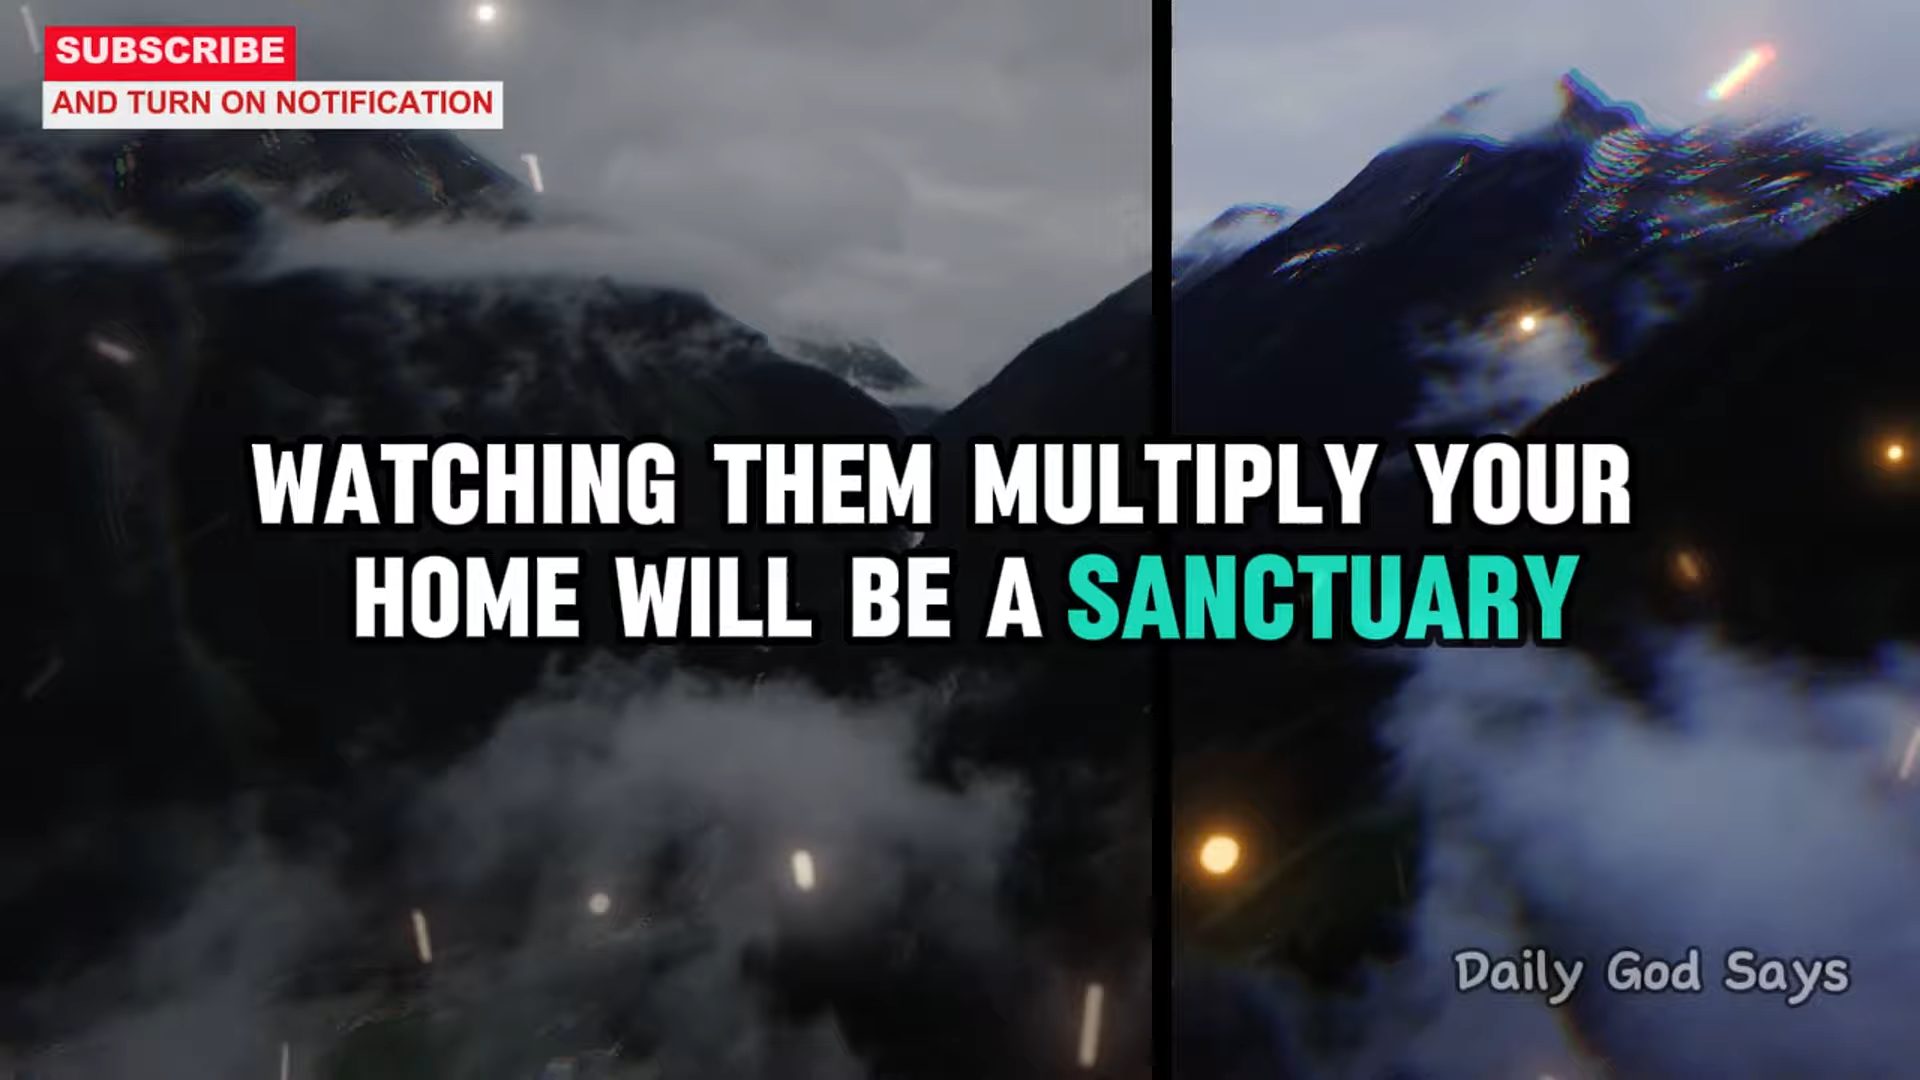 SUBSCRIBE
AND TURN ON NOTIFICATION
WATCHING THEM MULTIPLY YOUR
HOME WILL BE A SANCTUARY
Daily God Says